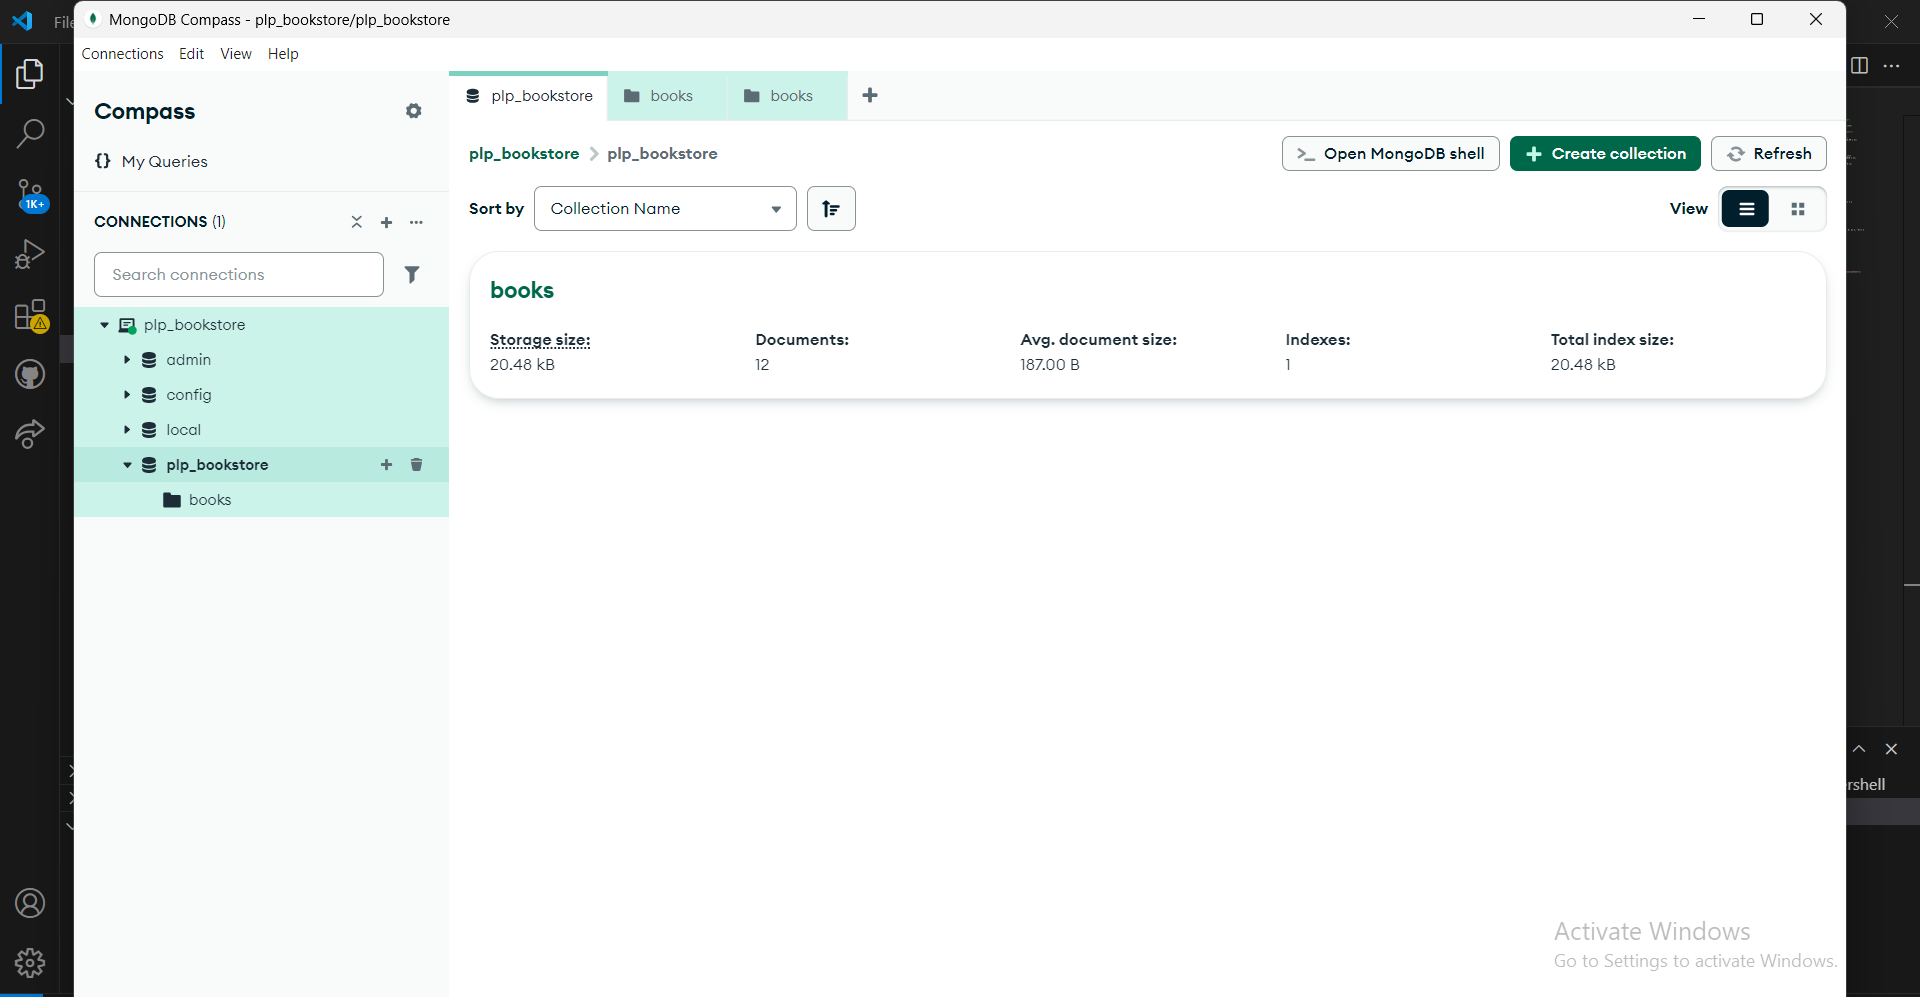 File
MongoDB Compass - plp_bookstore/plp_bookstore
Connections Edit View Help
Compass
plp_bookstore books books
{} My Queries
plp_bookstore > plp_bookstore
>_ Open MongoDB shell
+ Create collection
Refresh
1K+
CONNECTIONS (1)
Sort by Collection Name
View
Search connections
plp_bookstore
admin
config
local
plp_bookstore
books
books
Storage size: Documents: Avg. document size: Indexes: Total index size:
20.48 kB 12 187.00 B 1 20.48 kB
rshell
Activate Windows
Go to Settings to activate Windows.